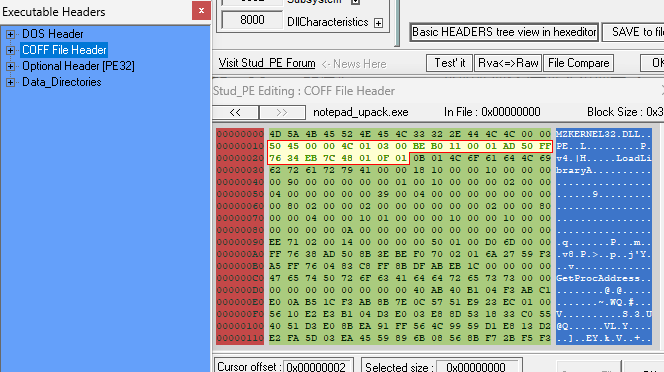 Executable Headers x
DOS Header
COFF File Header
Optional Header [PE32]
Data_Directories
Subsystem
8000 DllCharacteristics
Basic HEADERS tree view in hexeditor SAVE to file
Visit Stud_PE Forum <- News Here Test' it Rva<=>Raw File Compare OK
Stud_PE Editing : COFF File Header
<< >> notepad_upack.exe In File : 0x00000000 Block Size : 0x3
00000000 4D 5A 4B 45 52 4E 45 4C 33 32 2E 44 4C 4C 00 00 MZKERNEL32.DLL..
00000010 50 45 00 00 4C 01 03 00 BE B0 11 00 01 AD 50 FF PE..L.........P.
00000020 76 34 EB 7C 48 01 0F 01 0B 01 4C 6F 61 64 4C 69 v4.|H.....LoadLi
00000030 62 72 61 72 79 41 00 00 18 10 00 00 10 00 00 00 braryA..........
00000040 00 90 00 00 00 00 00 01 00 10 00 00 00 02 00 00
00000050 04 00 00 00 00 00 39 00 04 00 00 00 00 00 00 00 ......9.........
00000060 00 80 02 00 00 02 00 00 00 00 00 00 02 00 00 80
00000070 00 00 04 00 00 10 01 00 00 00 10 00 00 10 00 00
00000080 00 00 00 00 0A 00 00 00 00 00 00 00 00 00 00 00
00000090 EE 71 02 00 14 00 00 00 00 50 01 00 D0 6D 00 00 .q.......P...m..
000000A0 FF 76 38 AD 50 8B 3E BE F0 70 02 01 6A 27 59 F3 .v8.P.>..p..j'Y.
000000B0 A5 FF 76 04 83 C8 FF 8B DF AB EB 1C 00 00 00 00 ..v.............
000000C0 47 65 74 50 72 6F 63 41 64 64 72 65 73 73 00 00 GetProcAddress..
000000D0 00 00 00 00 00 00 00 00 40 AB 40 B1 04 F3 AB C1 ........@.@.....
000000E0 E0 0A B5 1C F3 AB 8B 7E 0C 57 51 E9 23 EC 01 00 .......~.WQ.#...
000000F0 56 10 E2 E3 B1 04 D3 E0 03 E8 8D 53 18 33 C0 55 V..........S.3.U
00000100 40 51 D3 E0 8B EA 91 FF 56 4C 99 59 D1 E8 13 D2 @Q......VL.Y....
00000110 E2 FA 5D 03 EA 45 59 89 6B 08 56 8B F7 2B F5 F3 ..]..EY.k.V..+..
Cursor offset : 0x00000002 Selected size : 0x00000000